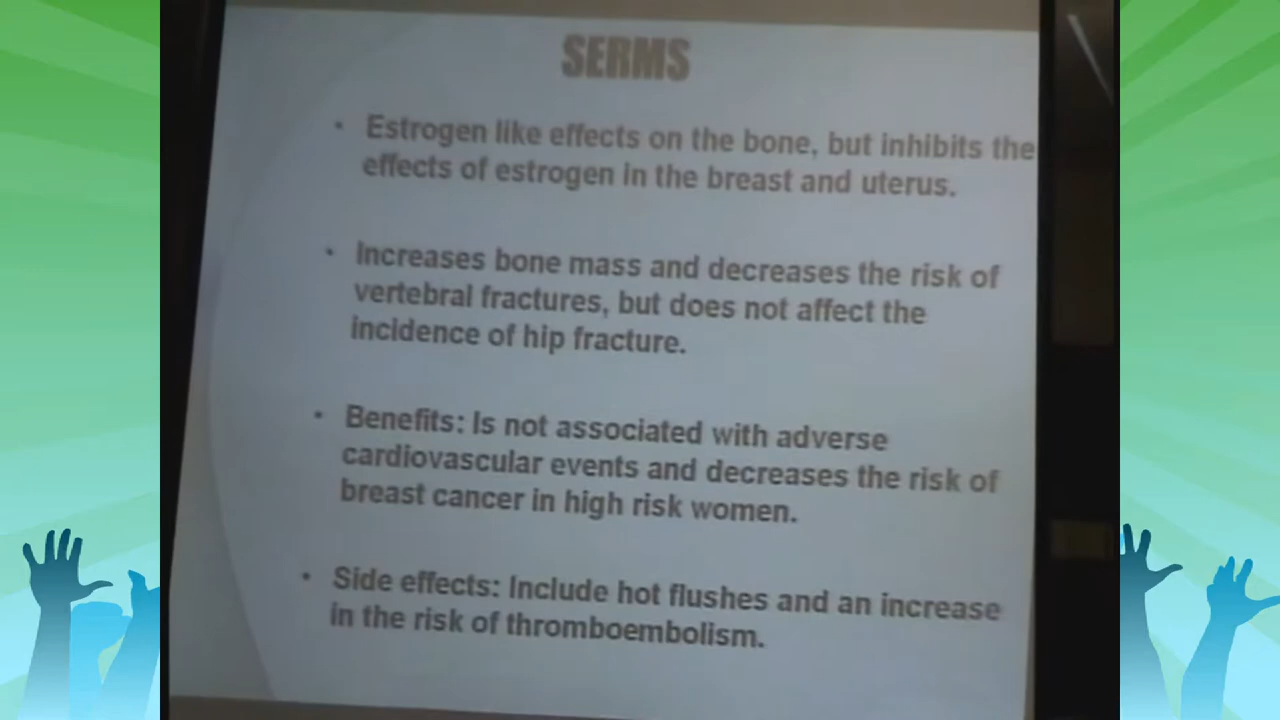 SERMS
• Estrogen like effects on the bone, but inhibits the
effects of estrogen in the breast and uterus.
• Increases bone mass and decreases the risk of
vertebral fractures, but does not affect the
incidence of hip fracture.
• Benefits: Is not associated with adverse
cardiovascular events and decreases the risk of
breast cancer in high risk women.
• Side effects: Include hot flushes and an increase
in the risk of thromboembolism.